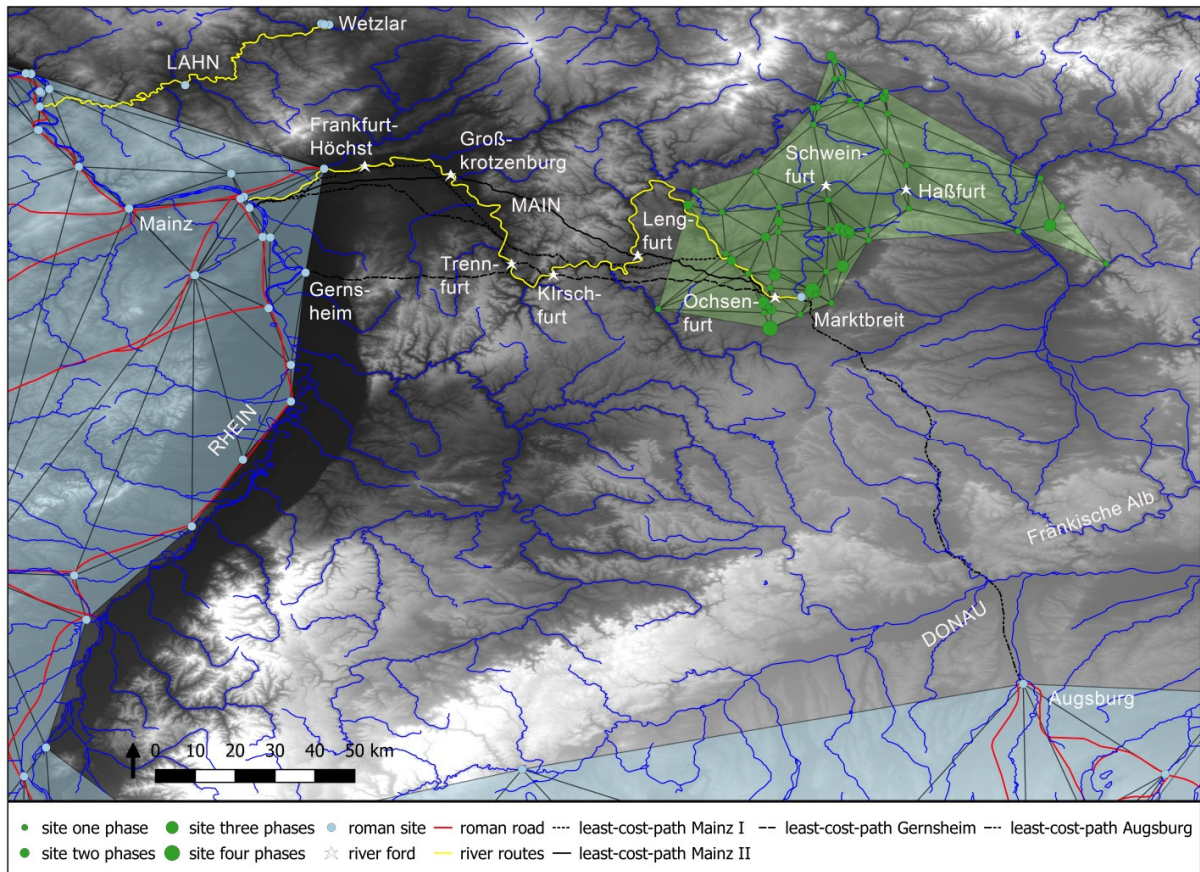 Wetzlar
LAHN
Frankfurt-
Höchst
Groß-
krotzenburg
Schwein-
furt
Haßfurt
MAIN
Mainz
Leng-
furt
Trenn-
furt
Gerns-
heim
KIrsch-
furt
Ochsen-
furt
Marktbreit
RHEIN
Fränkische Alb
DONAU
Augsburg
0 10 20 30 40 50 km
site one phase site three phases roman site roman road least-cost-path Mainz I least-cost-path Gernsheim least-cost-path Augsburg
site two phases site four phases river ford river routes least-cost-path Mainz II